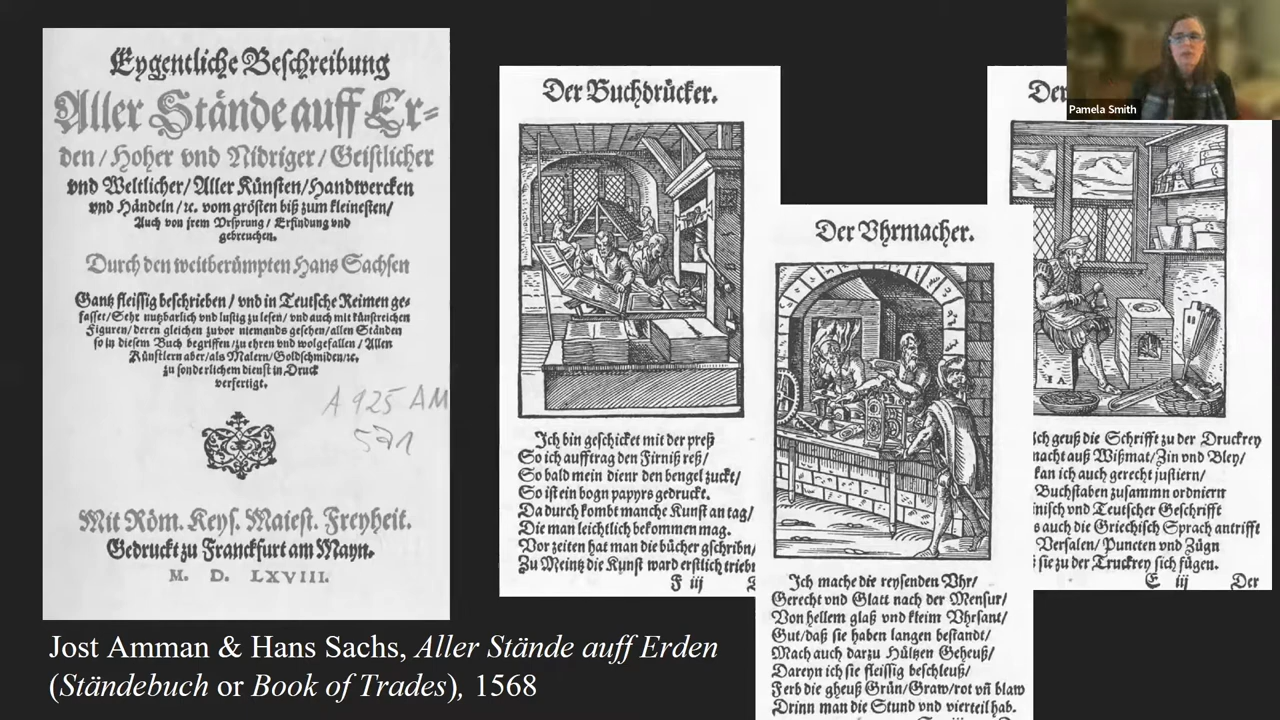 Eygentliche Beschreibung
Aller Stände auff Er=
den / Hoher vnd Nidriger / Geistlicher
vnd Weltlicher / Aller Künsten / Handwercken
vnd Händeln / ꝛc. vom grösten biß zum kleinesten /
Auch von jrem Vrsprung / Erfindung vnd
gebreuchen.
Durch den weitberümpten Hans Sachsen
Gantz fleissig beschrieben / vnd in Teutsche Reimen ge=
fasset / Sehr nutzbarlich vnd lustig zu lesen / vnd auch mit künstreichen
Figuren / deren gleichen zuvor niemands gesehen / allen Ständen
so in diesem Buch begriffen / zu ehren vnd wolgefallen / Allen
Künstlern aber / als Malern / Goldschmiden / ꝛc.
zu sonderlichem dienst in Druck
verfertigt.
A 925 AM
571
Mit Röm. Keys. Maiest. Freyheit.
Gedruckt zu Franckfurt am Mayn.
M. D. LXVIII.
Der Buchdrücker.
Ich bin geschicket mit der preß
So ich aufftrag den Firniß reß /
So bald mein dienr den bengel zuckt /
So ist ein bogn papyrs gedruckt.
Da durch kombt manche Kunst an tag /
Die man leichtlich bekommen mag.
Vor zeiten hat man die bücher gschribn /
Zu Meintz die Kunst ward erstlich triebn
F iij
Der Vhrmacher.
Ich mache die reysenden Vhr /
Gerecht vnd Glatt nach der Mensur /
Von hellem glaß vnd kleim Vhrsant /
Gut / daß sie haben langen bestandt /
Mach auch darzu Hültzen Geheuß /
Dareyn ich sie fleissig beschleuß /
Ferb die gheuß Grün / Graw / rot vñ blaw
Drinn man die Stund vnd vierteil hab.
Der
IA
Ich geuß die Schrifft zu der Druckrey
macht auß Wißmat / Zin vnd Bley /
kan ich auch gerecht justiern /
Buchstaben zusammn ordniern
inisch vnd Teutscher Geschrifft
s auch die Griechisch Sprach antrifft
Versalen / Puncten vnd Zügn
sie zu der Truckrey sich fügen.
E iij Der
Pamela Smith
Jost Amman & Hans Sachs, Aller Stände auff Erden
(Ständebuch or Book of Trades), 1568